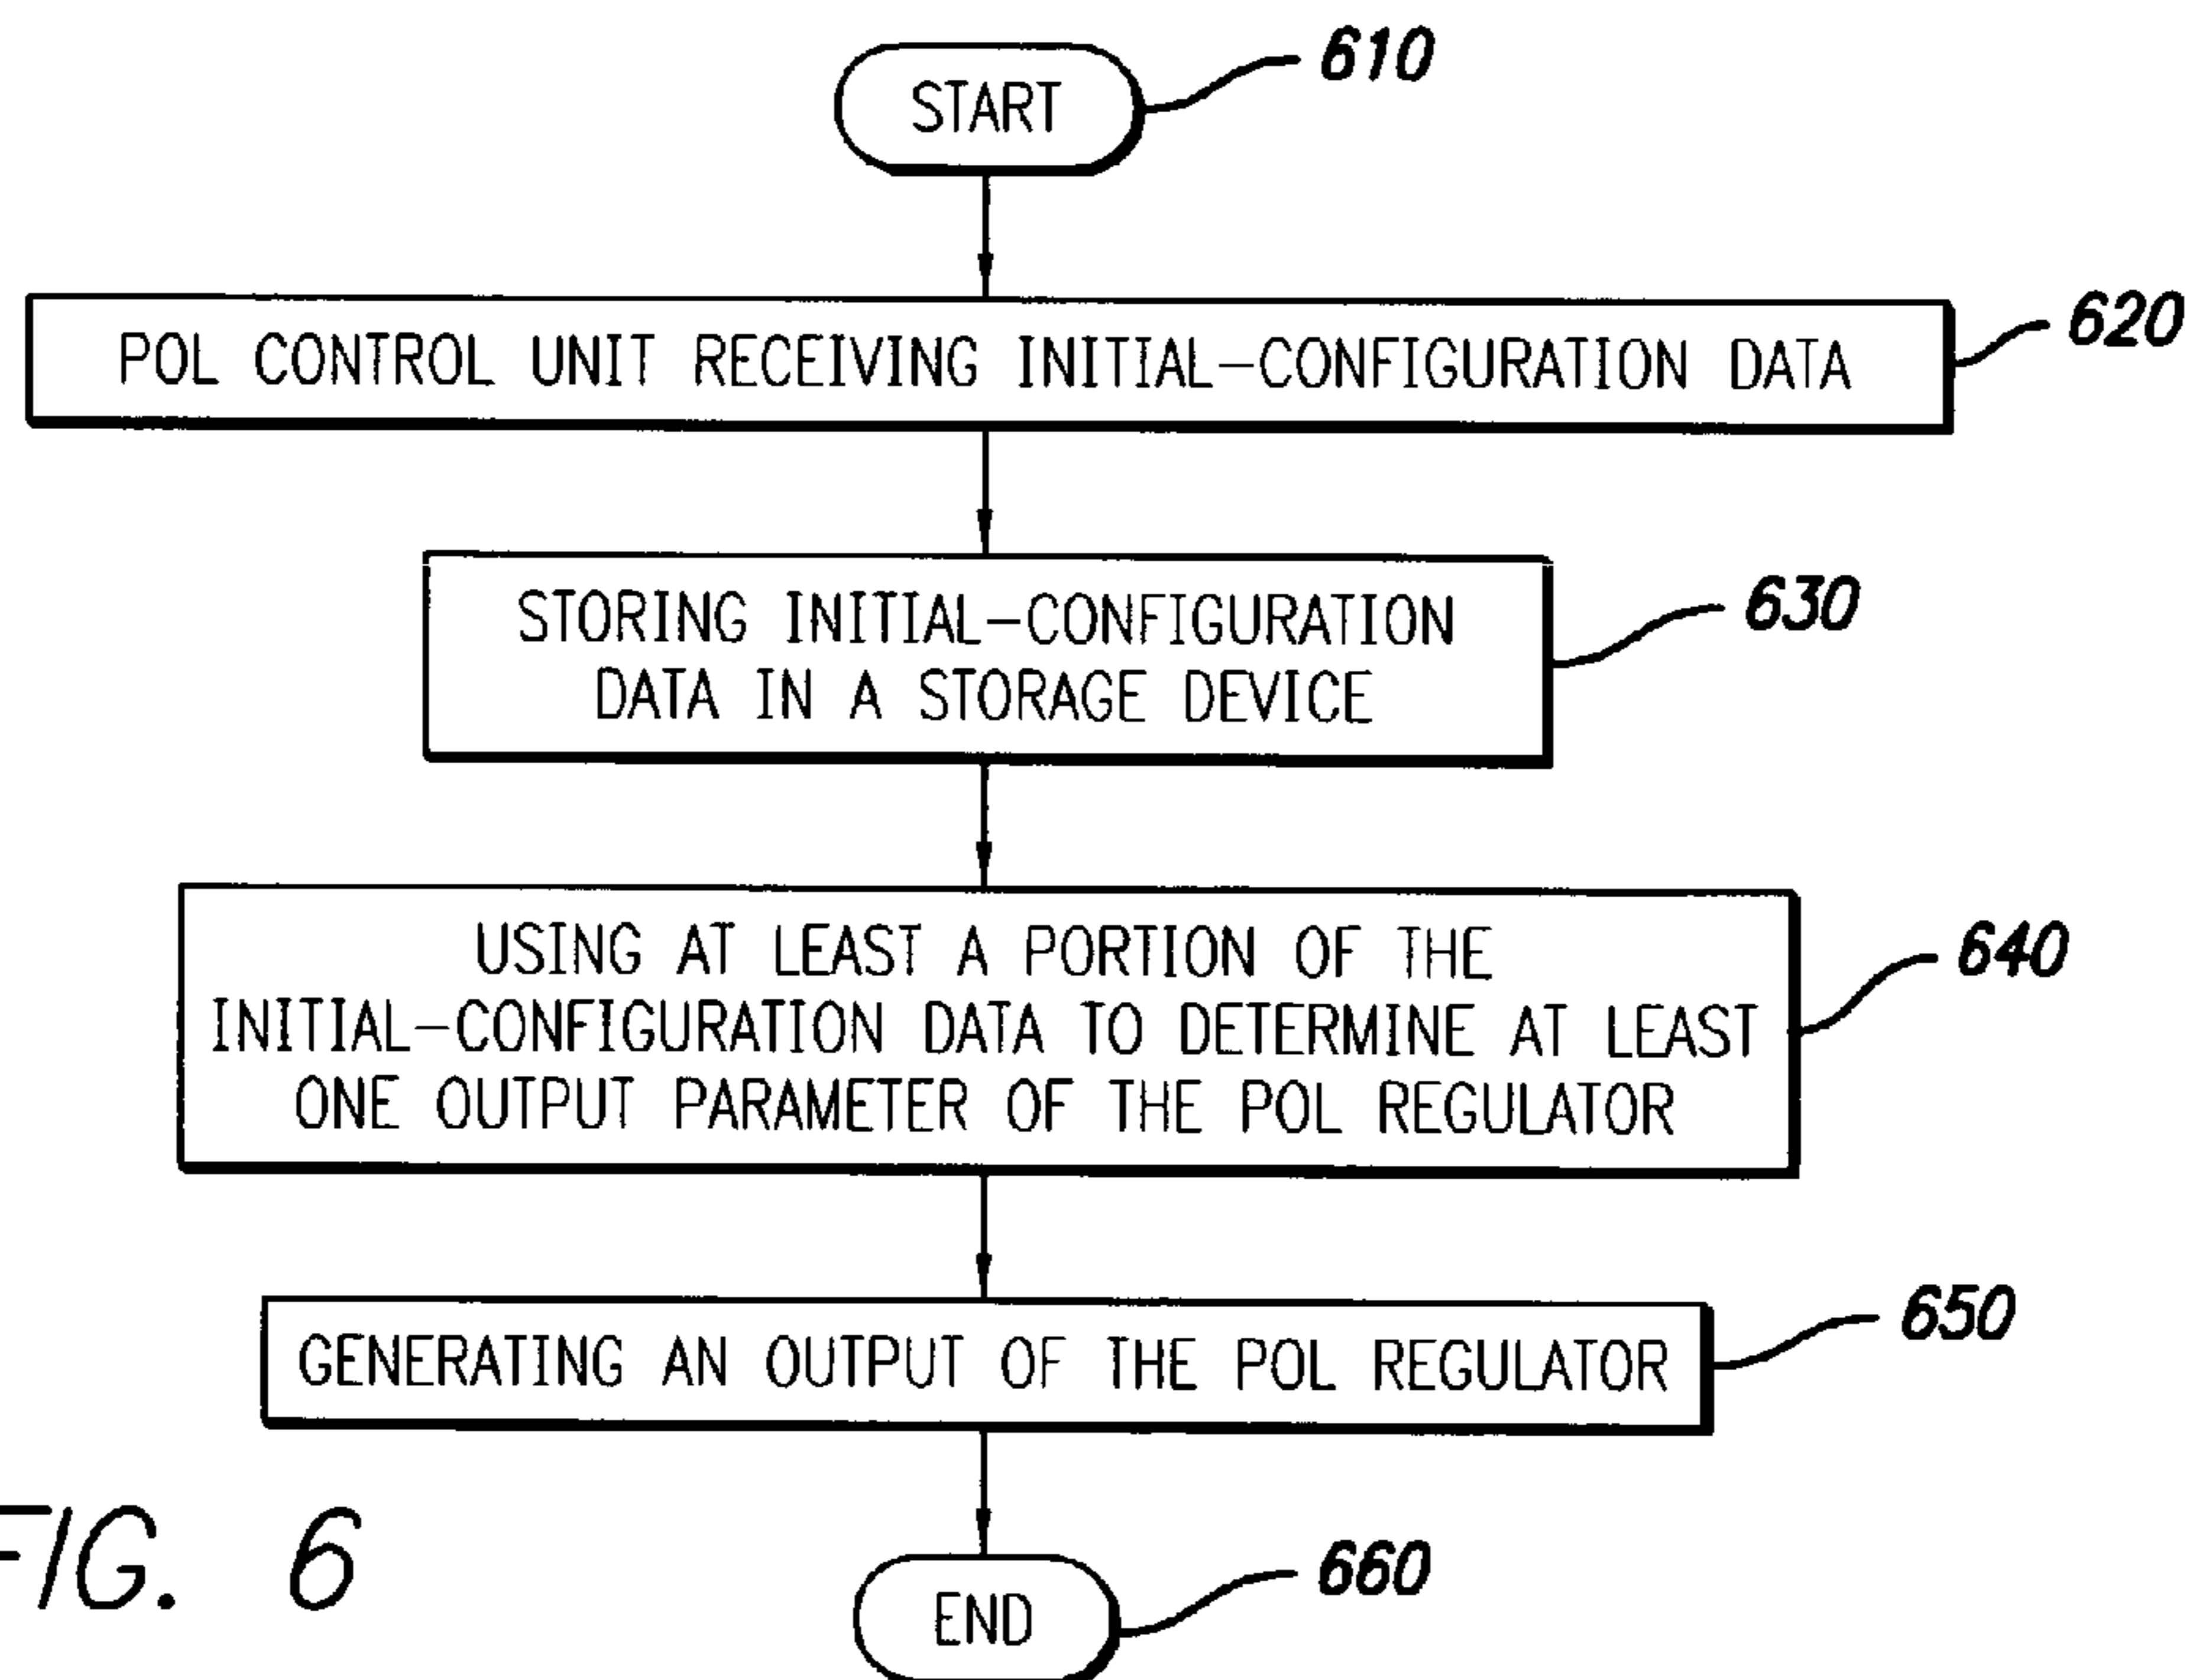 START
610
POL CONTROL UNIT RECEIVING INITIAL-CONFIGURATION DATA
620
STORING INITIAL-CONFIGURATION
DATA IN A STORAGE DEVICE
630
USING AT LEAST A PORTION OF THE
INITIAL-CONFIGURATION DATA TO DETERMINE AT LEAST
ONE OUTPUT PARAMETER OF THE POL REGULATOR
640
GENERATING AN OUTPUT OF THE POL REGULATOR
650
END
660
FIG. 6